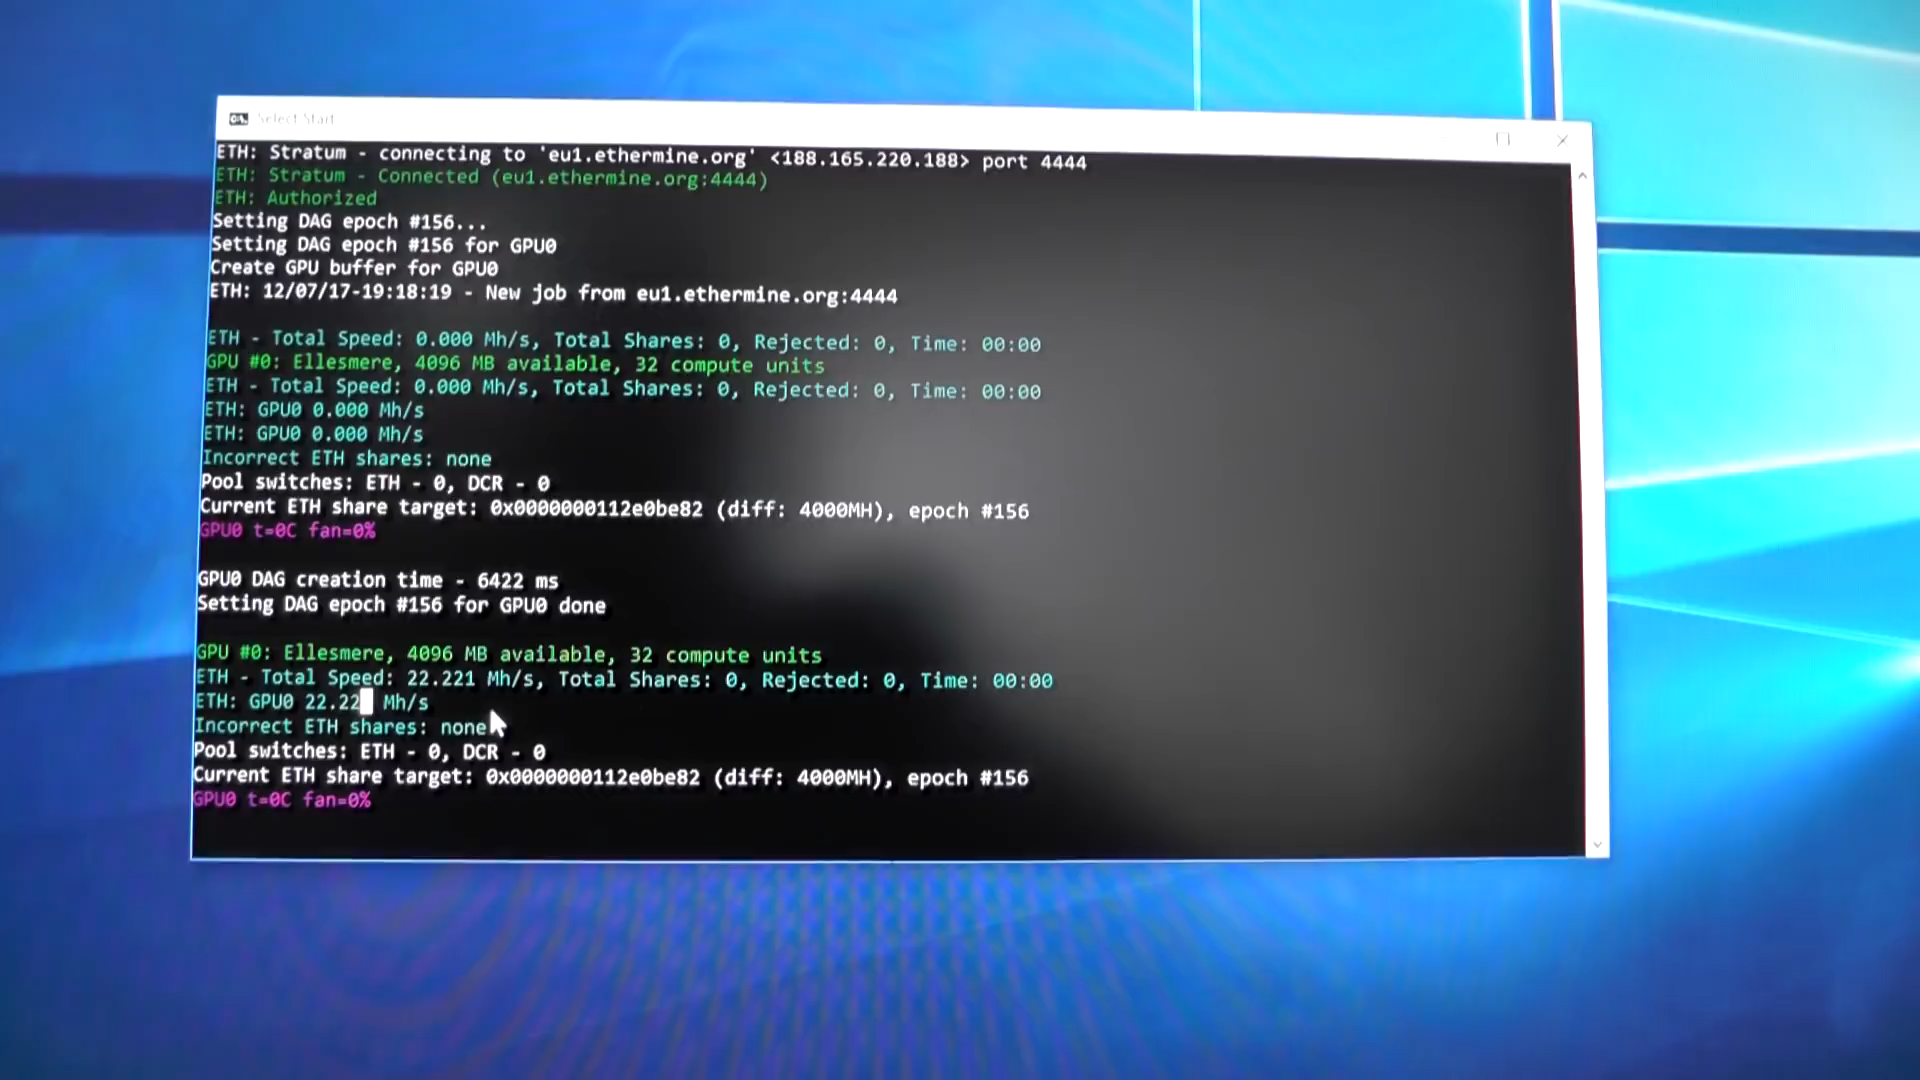 Select Start
ETH: Stratum - connecting to 'eu1.ethermine.org' <188.165.220.188> port 4444
ETH: Stratum - Connected (eu1.ethermine.org:4444)
ETH: Authorized
Setting DAG epoch #156...
Setting DAG epoch #156 for GPU0
Create GPU buffer for GPU0
ETH: 12/07/17-19:18:19 - New job from eu1.ethermine.org:4444
ETH - Total Speed: 0.000 Mh/s, Total Shares: 0, Rejected: 0, Time: 00:00
GPU #0: Ellesmere, 4096 MB available, 32 compute units
ETH - Total Speed: 0.000 Mh/s, Total Shares: 0, Rejected: 0, Time: 00:00
ETH: GPU0 0.000 Mh/s
ETH: GPU0 0.000 Mh/s
Incorrect ETH shares: none
Pool switches: ETH - 0, DCR - 0
Current ETH share target: 0x0000000112e0be82 (diff: 4000MH), epoch #156
GPU0 t=0C fan=0%
GPU0 DAG creation time - 6422 ms
Setting DAG epoch #156 for GPU0 done
GPU #0: Ellesmere, 4096 MB available, 32 compute units
ETH - Total Speed: 22.221 Mh/s, Total Shares: 0, Rejected: 0, Time: 00:00
ETH: GPU0 22.22 Mh/s
Incorrect ETH shares: none
Pool switches: ETH - 0, DCR - 0
Current ETH share target: 0x0000000112e0be82 (diff: 4000MH), epoch #156
GPU0 t=0C fan=0%